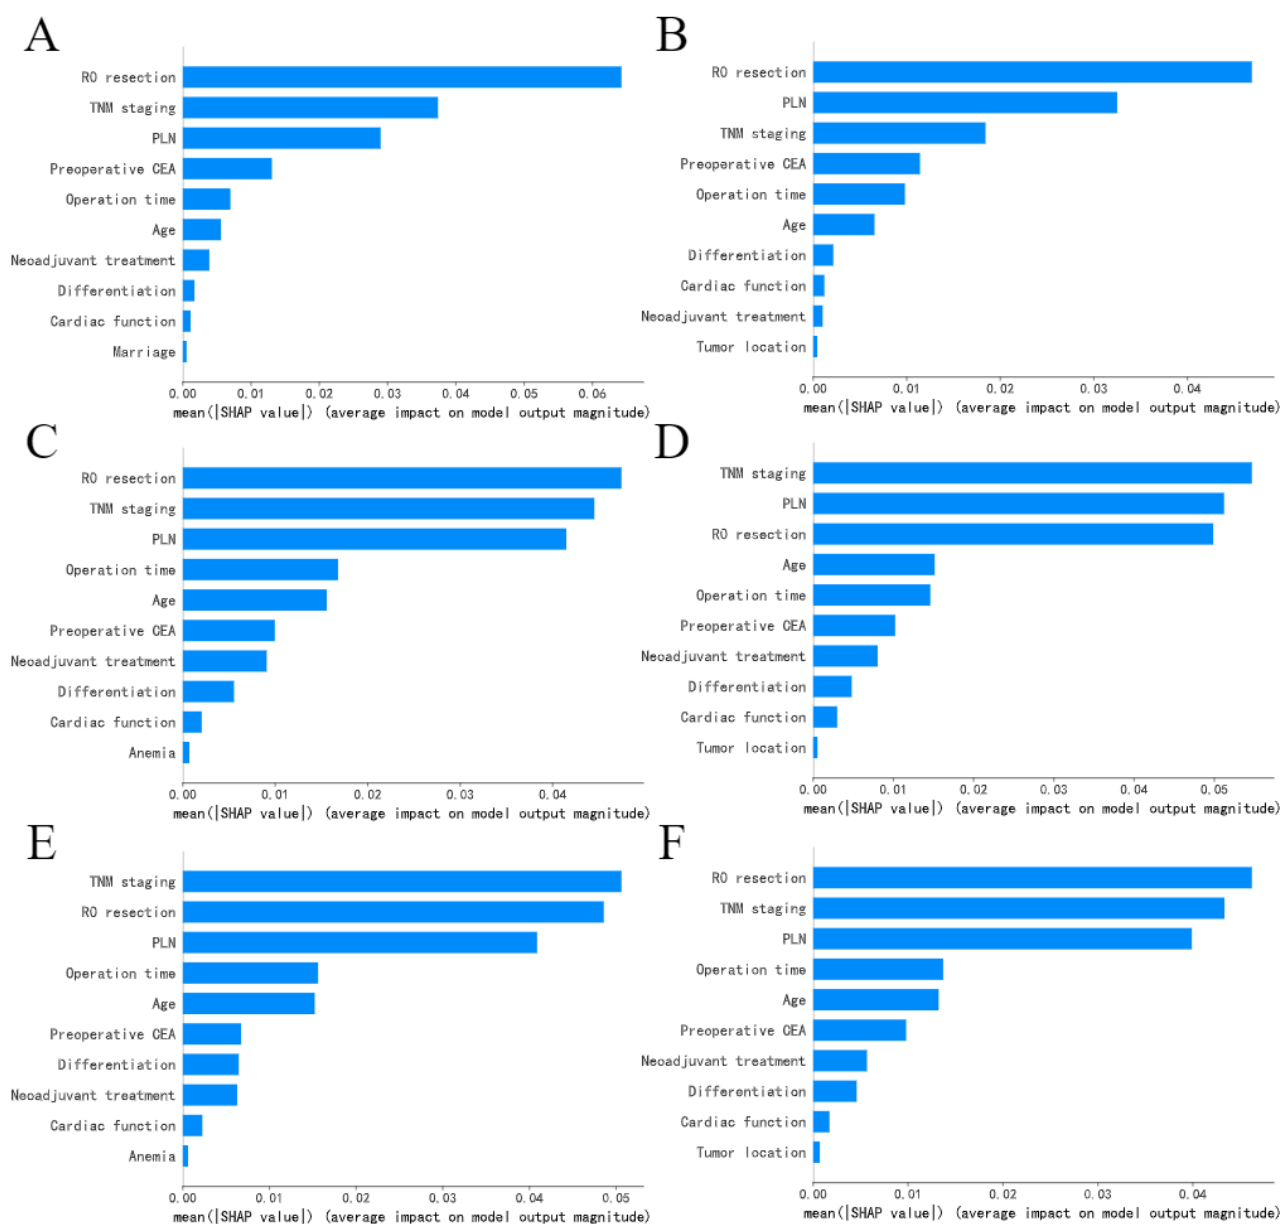 A
RO resection
TNM staging
PLN
Preoperative CEA
Operation time
Age
Neoadjuvant treatment
Differentiation
Cardiac function
Marriage
0.00 0.01 0.02 0.03 0.04 0.05 0.06
mean(|SHAP value|) (average impact on model output magnitude)
B
RO resection
PLN
TNM staging
Preoperative CEA
Operation time
Age
Differentiation
Cardiac function
Neoadjuvant treatment
Tumor location
0.00 0.01 0.02 0.03 0.04
mean(|SHAP value|) (average impact on model output magnitude)
C
RO resection
TNM staging
PLN
Operation time
Age
Preoperative CEA
Neoadjuvant treatment
Differentiation
Cardiac function
Anemia
0.00 0.01 0.02 0.03 0.04
mean(|SHAP value|) (average impact on model output magnitude)
D
TNM staging
PLN
RO resection
Age
Operation time
Preoperative CEA
Neoadjuvant treatment
Differentiation
Cardiac function
Tumor location
0.00 0.01 0.02 0.03 0.04 0.05
mean(|SHAP value|) (average impact on model output magnitude)
E
TNM staging
RO resection
PLN
Operation time
Age
Preoperative CEA
Differentiation
Neoadjuvant treatment
Cardiac function
Anemia
0.00 0.01 0.02 0.03 0.04 0.05
mean(|SHAP value|) (average impact on model output magnitude)
F
RO resection
TNM staging
PLN
Operation time
Age
Preoperative CEA
Neoadjuvant treatment
Differentiation
Cardiac function
Tumor location
0.00 0.01 0.02 0.03 0.04
mean(|SHAP value|) (average impact on model output magnitude)